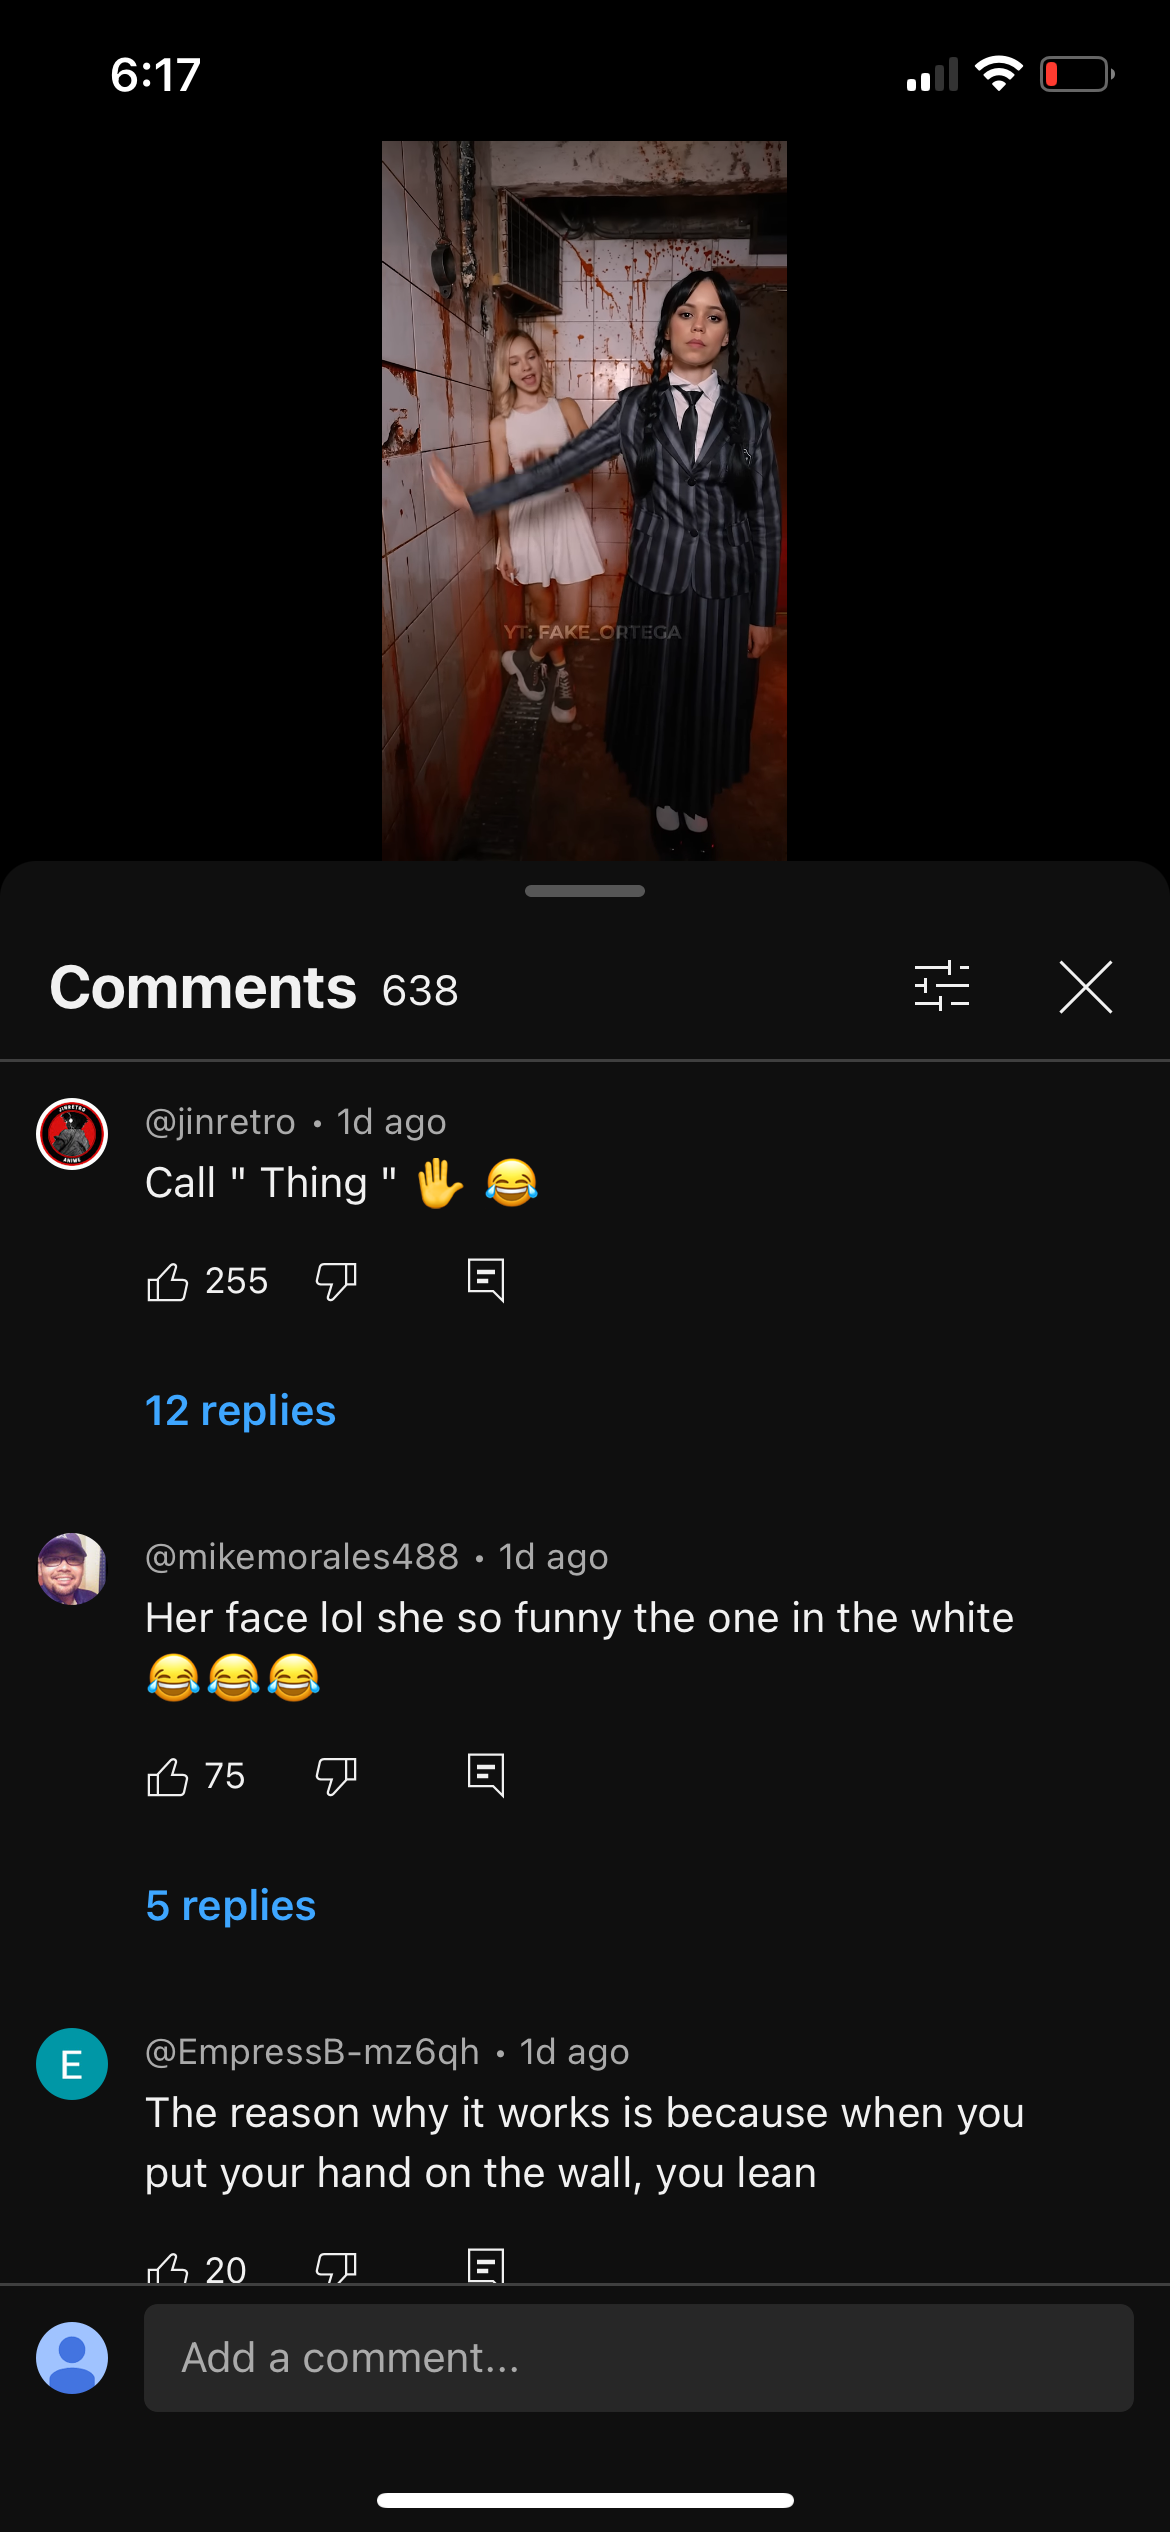 6:17
YT: FAKE_ORTEGA
Comments 638
@jinretro • 1d ago
Call " Thing " ✋ 😂
255
12 replies
@mikemorales488 • 1d ago
Her face lol she so funny the one in the white
😂😂😂
75
5 replies
E
@EmpressB-mz6qh • 1d ago
The reason why it works is because when you
put your hand on the wall, you lean
20
Add a comment...